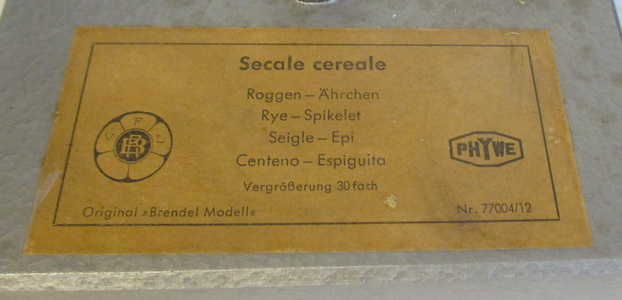 Secale cereale
Roggen – Ährchen
Rye – Spikelet
Seigle – Epi
Centeno – Espiguita
Vergrößerung 30fach
PHYWE
Original »Brendel Modell«
Nr. 77004/12